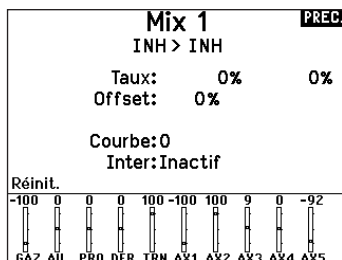 Mix 1 PREC.
INH > INH
Taux: 0% 0%
Offset: 0%
Courbe: 0
Inter: Inactif
Réinit.
-100 0 0 0 100 -100 100 9 0 -92
GAZ AIL PRO DER TRN AX1 AX2 AX3 AX4 AX5